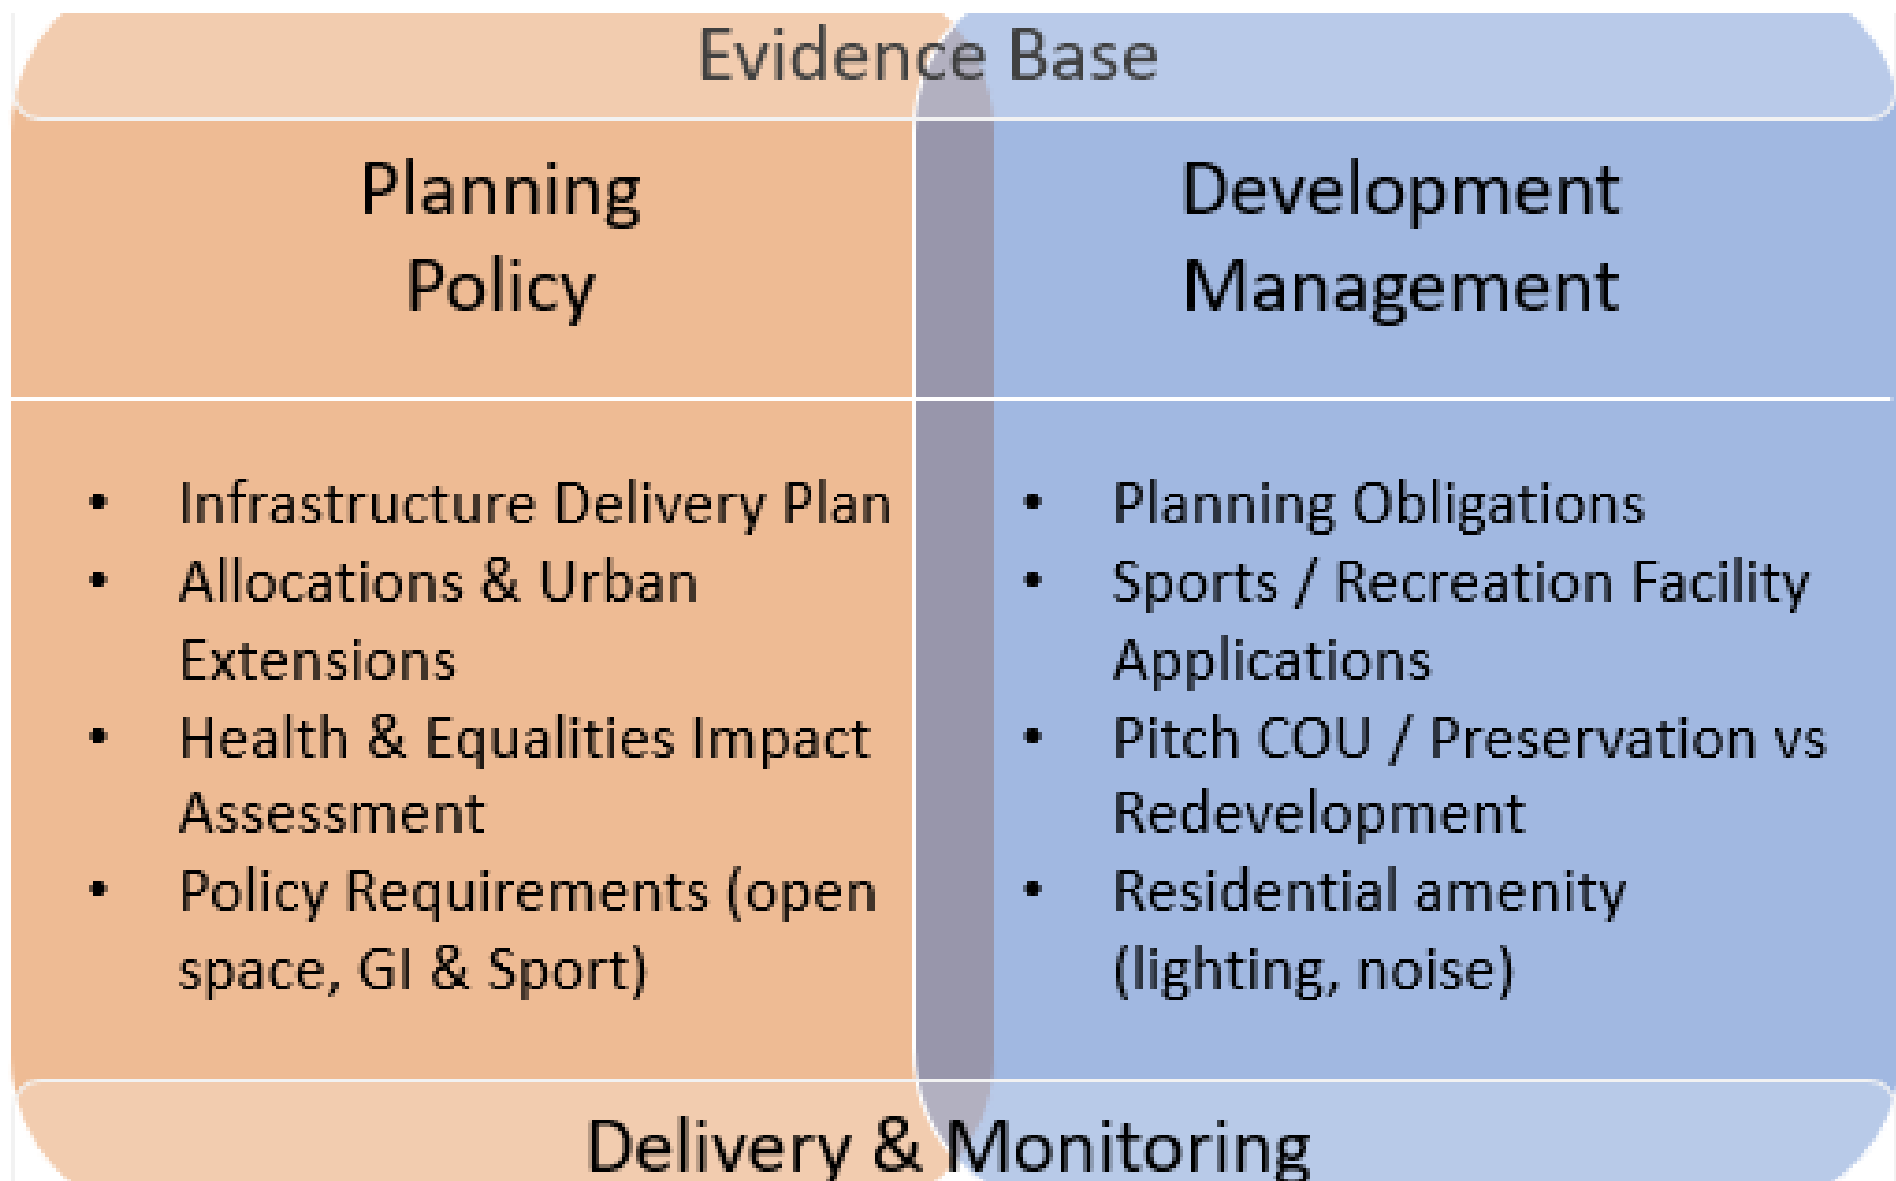 Evidence Base
Planning
Policy
• Infrastructure Delivery Plan
• Allocations & Urban
Extensions
• Health & Equalities Impact
Assessment
• Policy Requirements (open
space, GI & Sport)
Development
Management
• Planning Obligations
• Sports / Recreation Facility
Applications
• Pitch COU / Preservation vs
Redevelopment
• Residential amenity
(lighting, noise)
Delivery & Monitoring